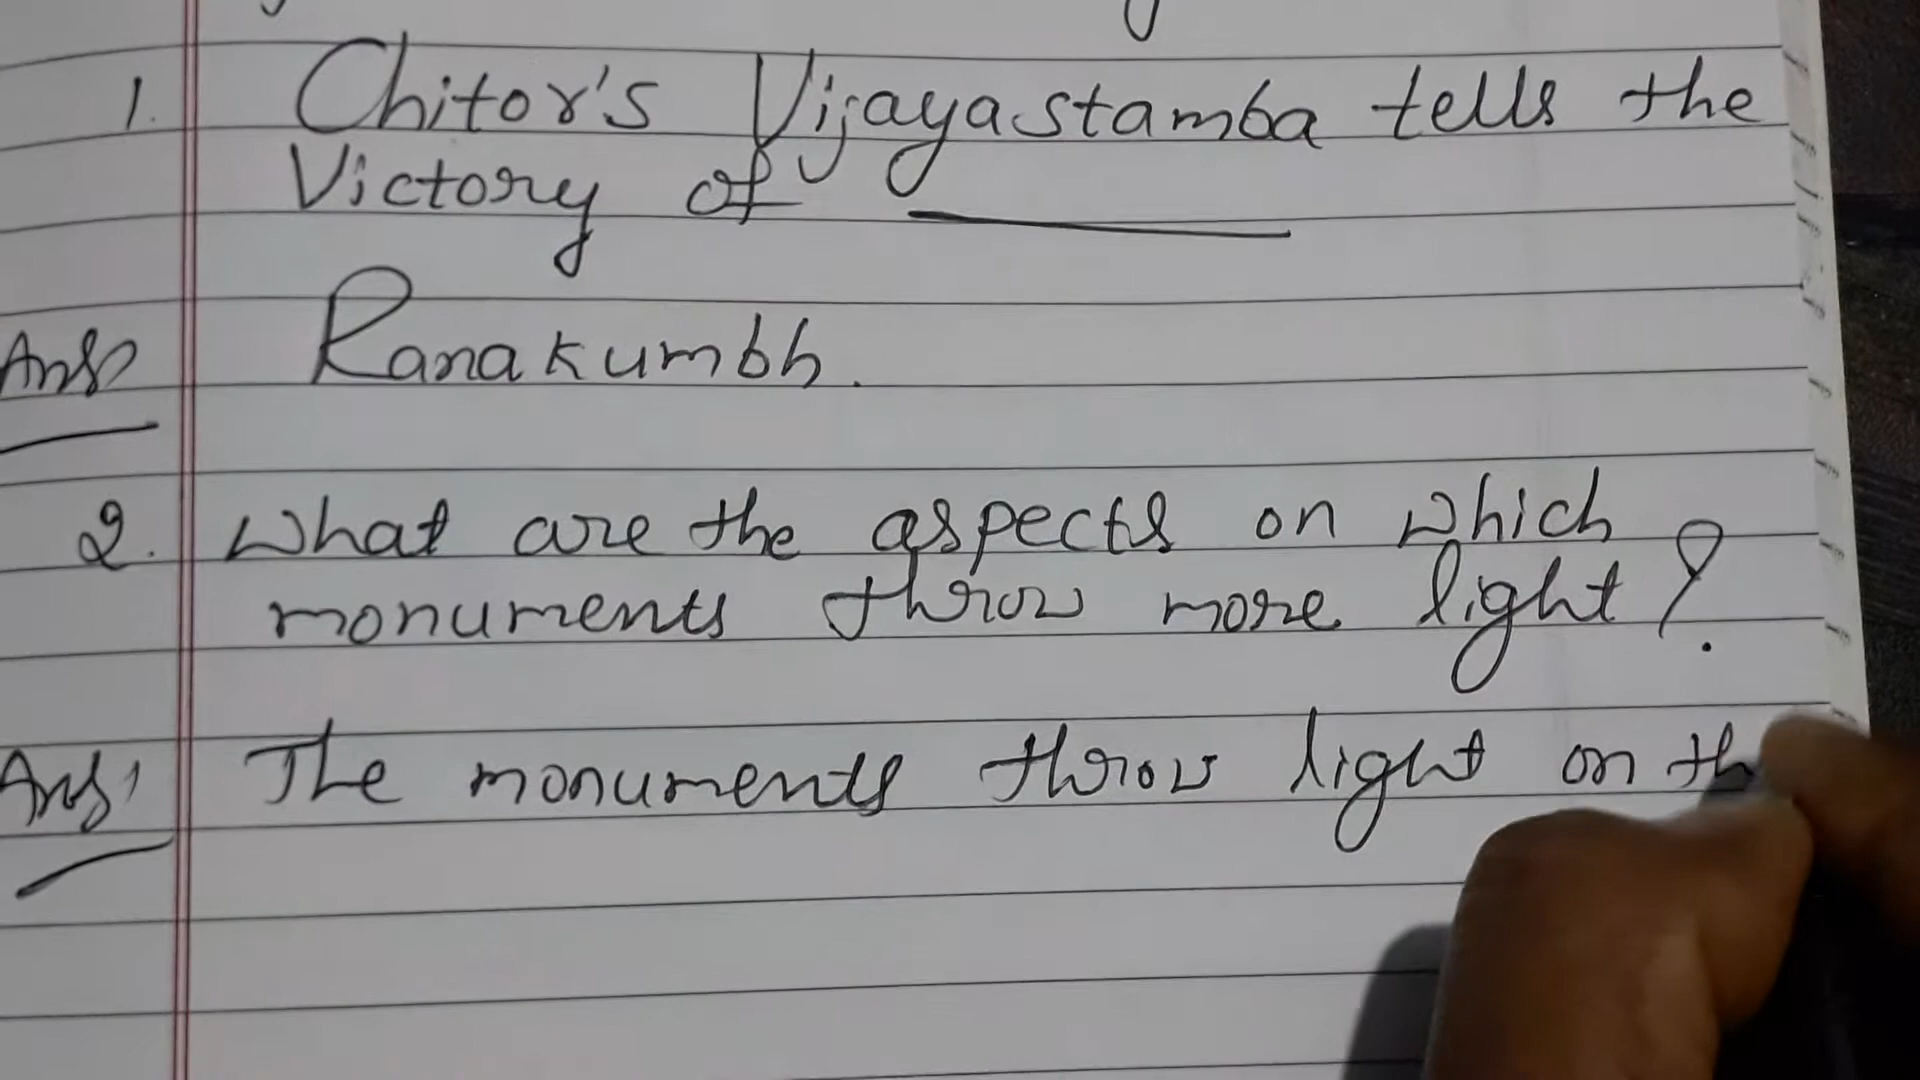 1. Chitor's Vijayastamba tells the
Victory of
Ans Ranakumbh.
2. What are the aspects on which
monuments throw more light?
Ans: The monuments throw light on th